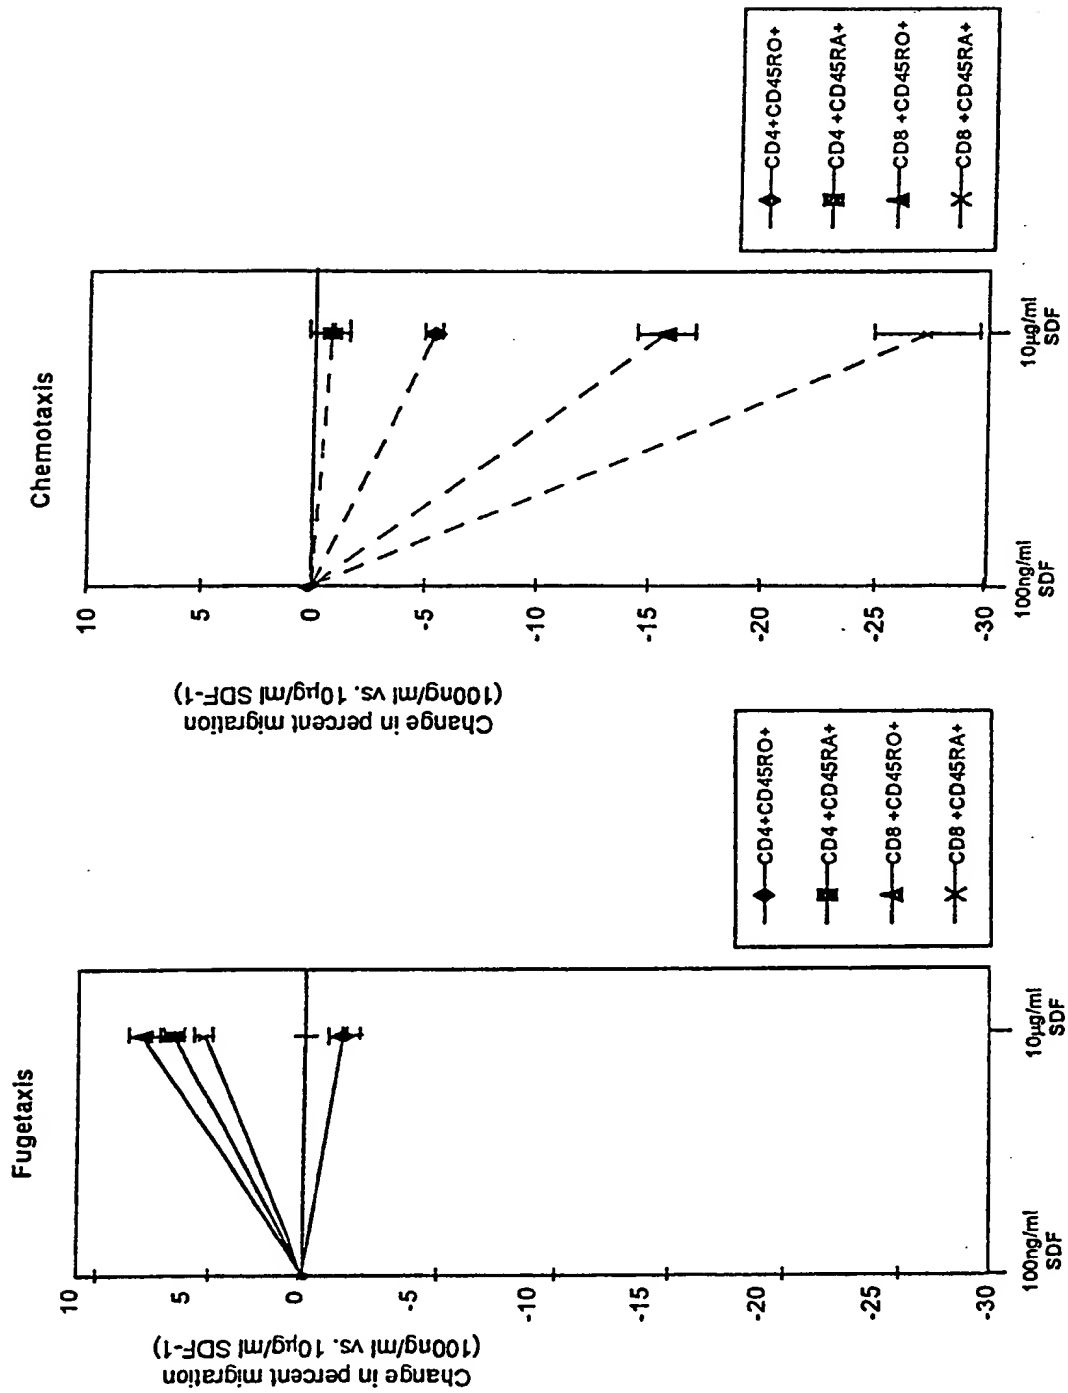 Fugetaxis
Change in percent migration
(100ng/ml vs. 10µg/ml SDF-1)
10
5
0
-5
-10
-15
-20
-25
-30
100ng/ml
SDF
10µg/ml
SDF
CD4+CD45RO+
CD4 +CD45RA+
CD8 +CD45RO+
CD8 +CD45RA+
Chemotaxis
Change in percent migration
(100ng/ml vs. 10µg/ml SDF-1)
10
5
0
-5
-10
-15
-20
-25
-30
100ng/ml
SDF
10µg/ml
SDF
CD4+CD45RO+
CD4 +CD45RA+
CD8 +CD45RO+
CD8 +CD45RA+